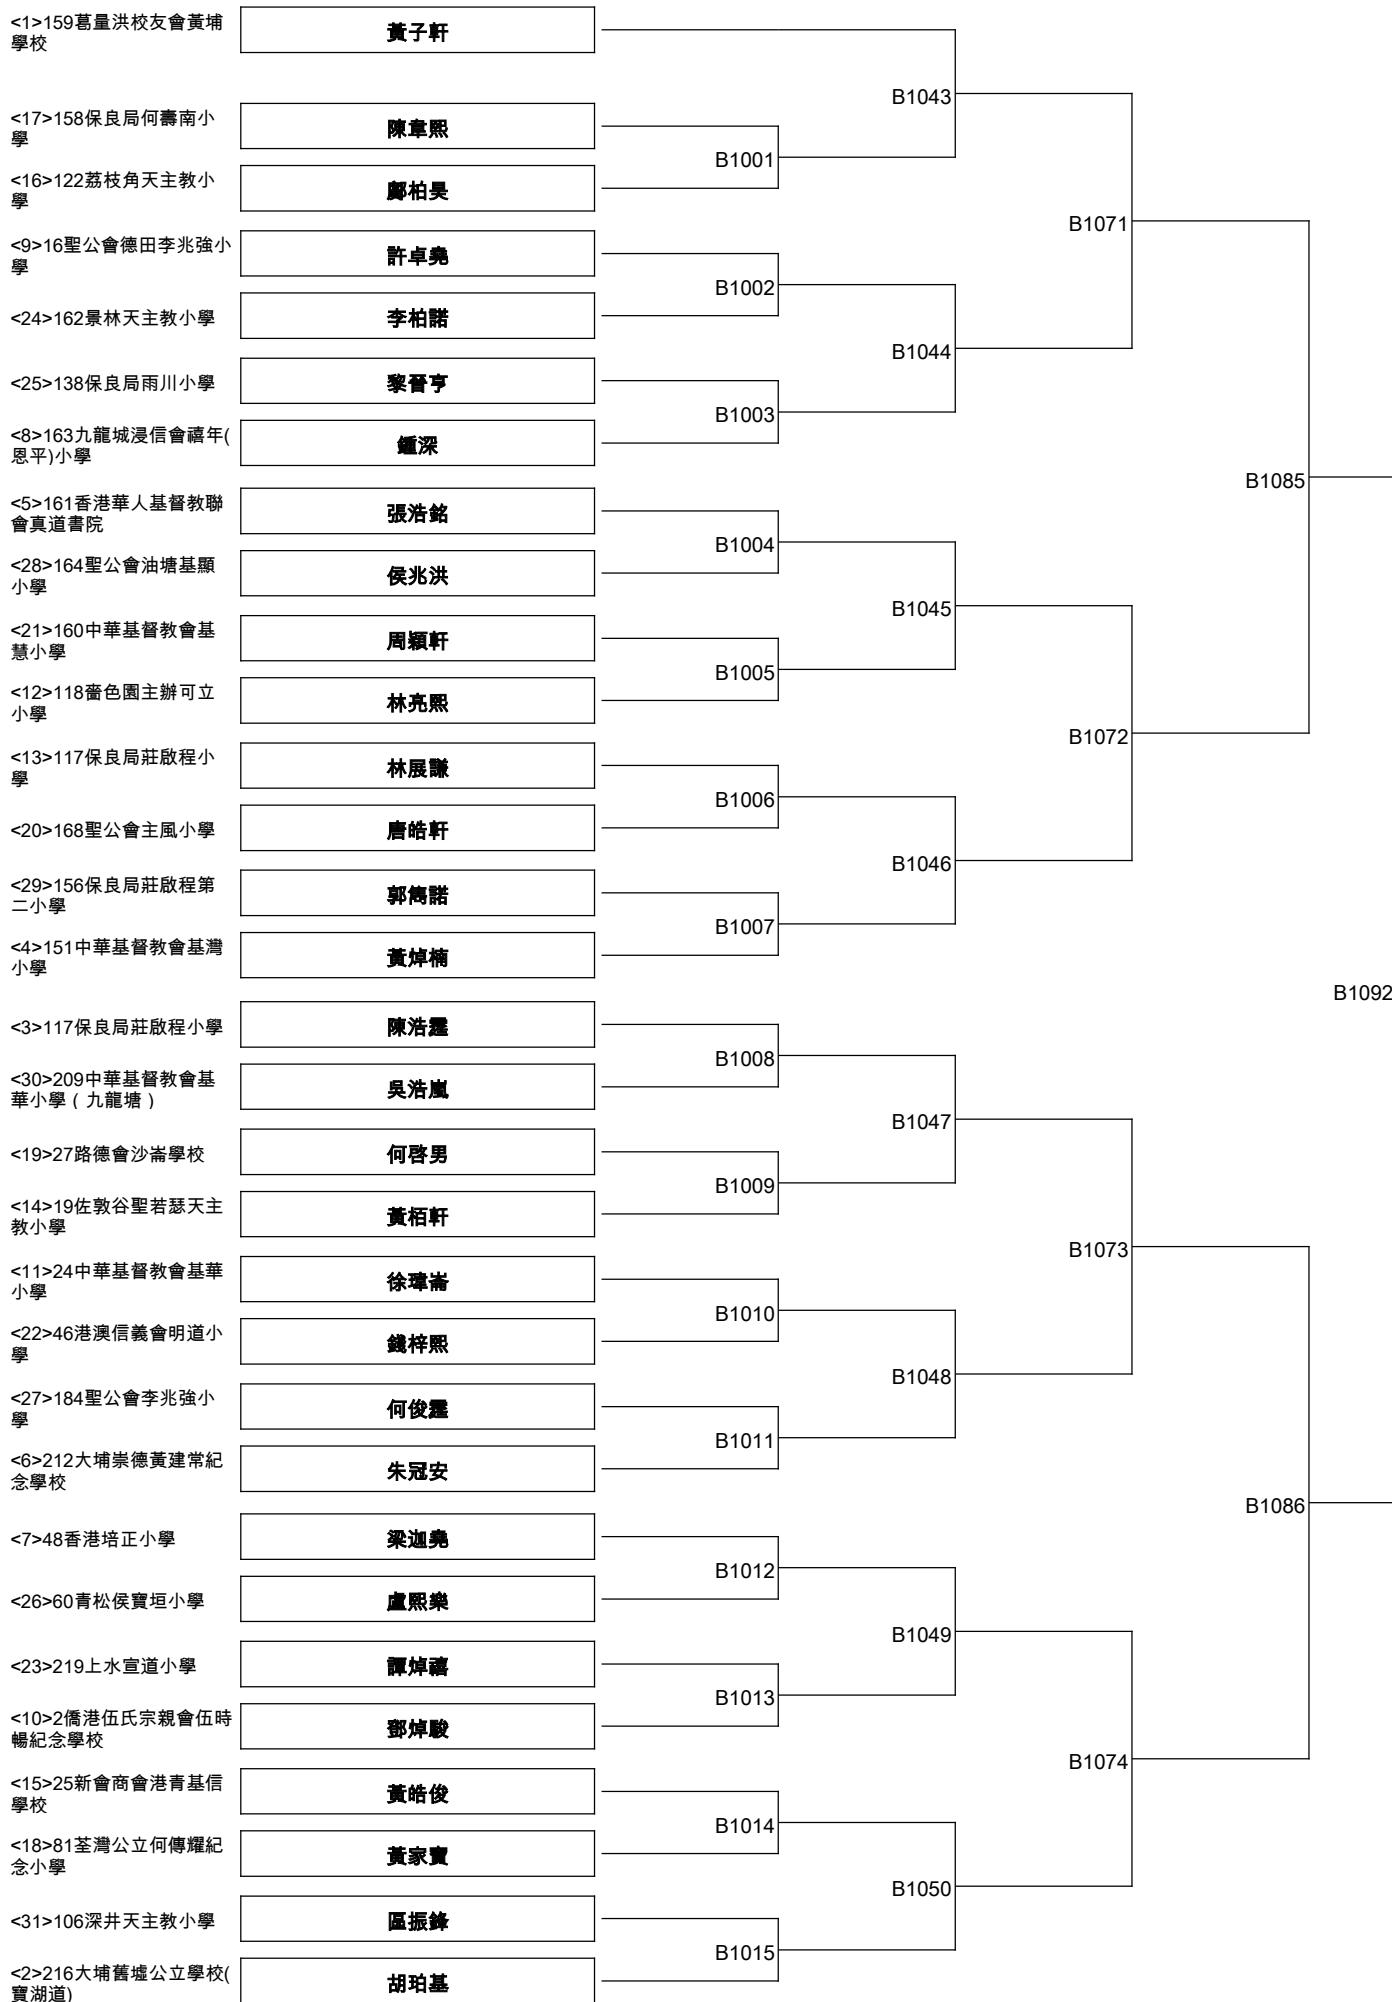 <1>159葛量洪校友會黃埔
學校
黃子軒
B1043
<17>158保良局何壽南小
學
陳韋熙
B1001
<16>122荔枝角天主教小
學
鄺柏昊
B1071
<9>16聖公會德田李兆強小
學
許卓堯
B1002
<24>162景林天主教小學
李柏諾
B1044
<25>138保良局雨川小學
黎晉亨
B1003
<8>163九龍城浸信會禧年(
恩平)小學
鍾深
B1085
<5>161香港華人基督教聯
會真道書院
張浩銘
B1004
<28>164聖公會油塘基顯
小學
侯兆洪
B1045
<21>160中華基督教會基
慧小學
周穎軒
B1005
<12>118嗇色園主辦可立
小學
林亮熙
B1072
<13>117保良局莊啟程小
學
林展謙
B1006
<20>168聖公會主風小學
唐皓軒
B1046
<29>156保良局莊啟程第
二小學
郭雋諾
B1007
<4>151中華基督教會基灣
小學
黃焯楠
B1092
<3>117保良局莊啟程小學
陳浩霆
B1008
<30>209中華基督教會基
華小學（九龍塘）
吳浩嵐
B1047
<19>27路德會沙崙學校
何啓男
B1009
<14>19佐敦谷聖若瑟天主
教小學
黃栢軒
B1073
<11>24中華基督教會基華
小學
徐瑋崙
B1010
<22>46港澳信義會明道小
學
錢梓熙
B1048
<27>184聖公會李兆強小
學
何俊霆
B1011
<6>212大埔崇德黃建常紀
念學校
朱冠安
B1086
<7>48香港培正小學
梁迦堯
B1012
<26>60青松侯寶垣小學
盧熙樂
B1049
<23>219上水宣道小學
譚焯禧
B1013
<10>2僑港伍氏宗親會伍時
暢紀念學校
鄧焯駿
B1074
<15>25新會商會港青基信
學校
黃皓俊
B1014
<18>81荃灣公立何傳耀紀
念小學
黃家寶
B1050
<31>106深井天主教小學
區振鋒
B1015
<2>216大埔舊墟公立學校(
寶湖道)
胡珀基